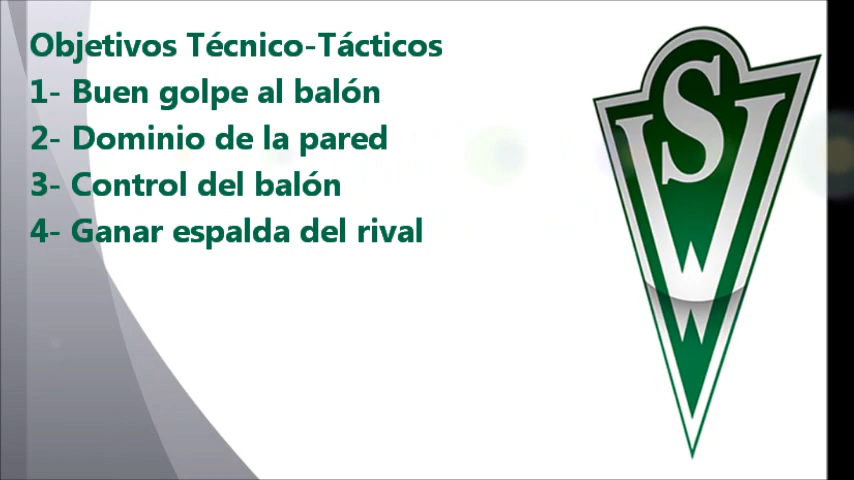 Objetivos Técnico-Tácticos
1- Buen golpe al balón
2- Dominio de la pared
3- Control del balón
4- Ganar espalda del rival
SW